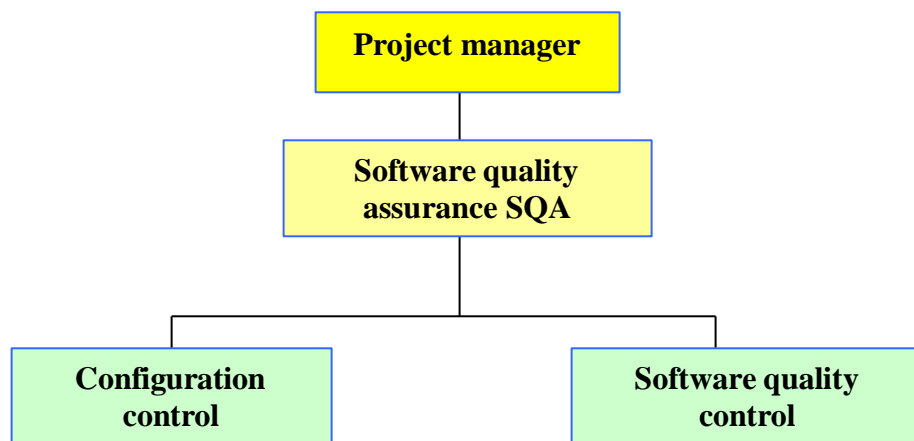 Project manager
Software quality
assurance SQA
Configuration
control
Software quality
control